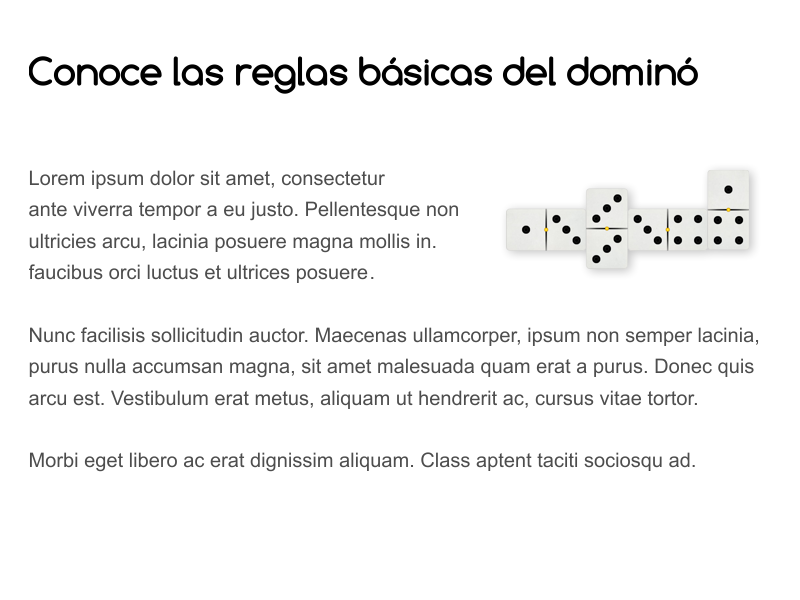 Conoce las reglas básicas del dominó
Lorem ipsum dolor sit amet, consectetur
ante viverra tempor a eu justo. Pellentesque non
ultricies arcu, lacinia posuere magna mollis in.
faucibus orci luctus et ultrices posuere.
Nunc facilisis sollicitudin auctor. Maecenas ullamcorper, ipsum non semper lacinia,
purus nulla accumsan magna, sit amet malesuada quam erat a purus. Donec quis
arcu est. Vestibulum erat metus, aliquam ut hendrerit ac, cursus vitae tortor.
Morbi eget libero ac erat dignissim aliquam. Class aptent taciti sociosqu ad.